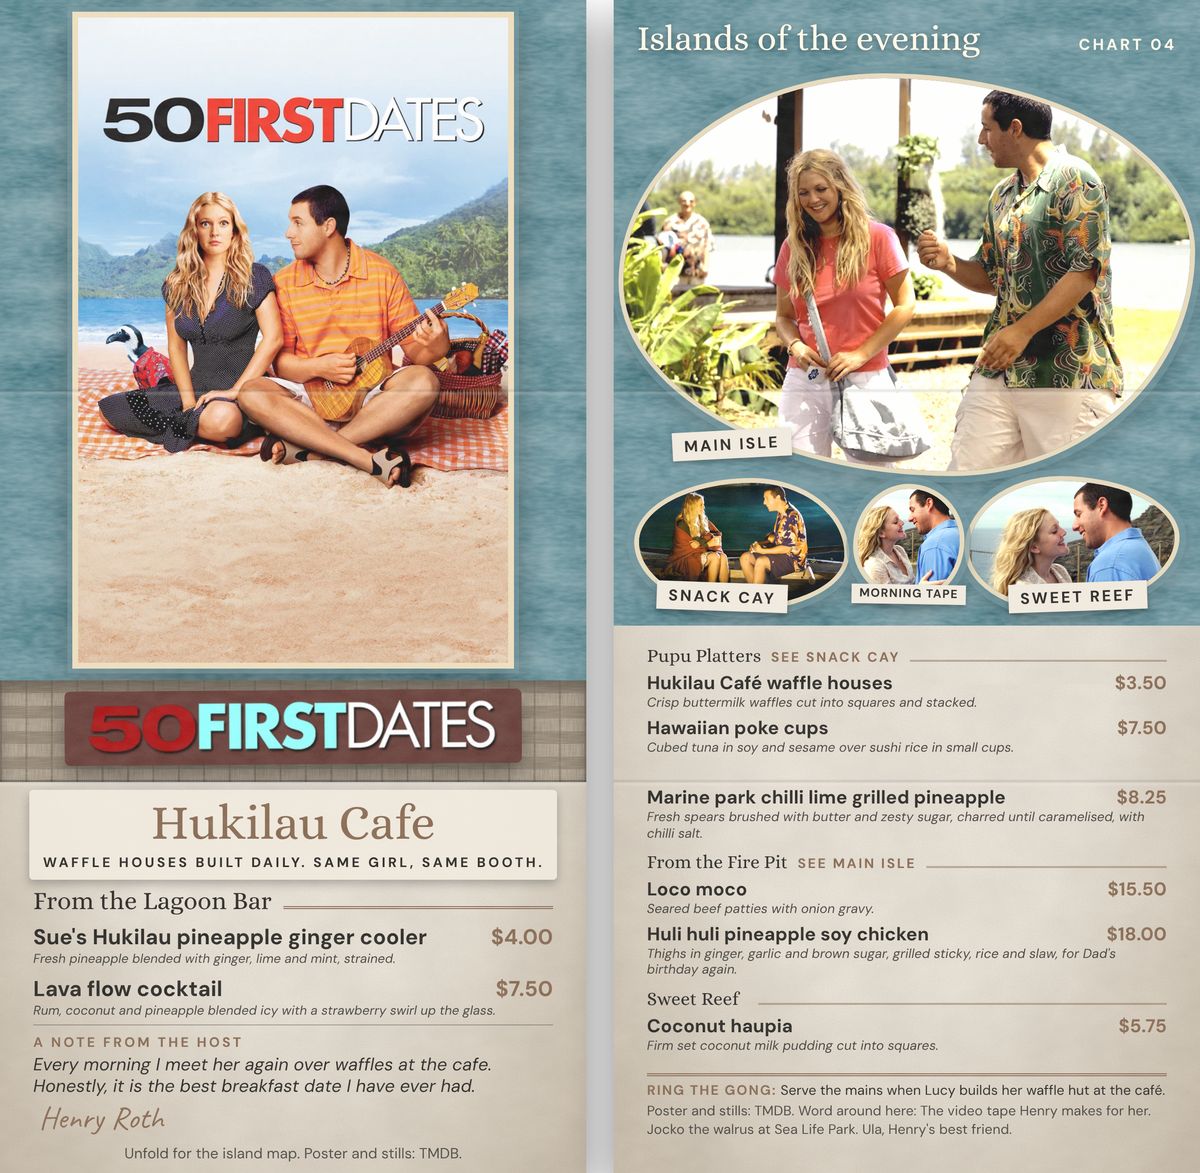 50FIRSTDATES
50FIRSTDATES
Hukilau Cafe
WAFFLE HOUSES BUILT DAILY. SAME GIRL, SAME BOOTH.
From the Lagoon Bar
Sue's Hukilau pineapple ginger cooler $4.00
Fresh pineapple blended with ginger, lime and mint, strained.
Lava flow cocktail $7.50
Rum, coconut and pineapple blended icy with a strawberry swirl up the glass.
A NOTE FROM THE HOST
Every morning I meet her again over waffles at the cafe.
Honestly, it is the best breakfast date I have ever had.
Henry Roth
Unfold for the island map. Poster and stills: TMDB.
Islands of the evening
CHART 04
MAIN ISLE
SNACK CAY
MORNING TAPE
SWEET REEF
Pupu Platters SEE SNACK CAY
Hukilau Café waffle houses $3.50
Crisp buttermilk waffles cut into squares and stacked.
Hawaiian poke cups $7.50
Cubed tuna in soy and sesame over sushi rice in small cups.
Marine park chilli lime grilled pineapple $8.25
Fresh spears brushed with butter and zesty sugar, charred until caramelised, with
chilli salt.
From the Fire Pit SEE MAIN ISLE
Loco moco $15.50
Seared beef patties with onion gravy.
Huli huli pineapple soy chicken $18.00
Thighs in ginger, garlic and brown sugar, grilled sticky, rice and slaw, for Dad's
birthday again.
Sweet Reef
Coconut haupia $5.75
Firm set coconut milk pudding cut into squares.
RING THE GONG: Serve the mains when Lucy builds her waffle hut at the café.
Poster and stills: TMDB. Word around here: The video tape Henry makes for her.
Jocko the walrus at Sea Life Park. Ula, Henry's best friend.